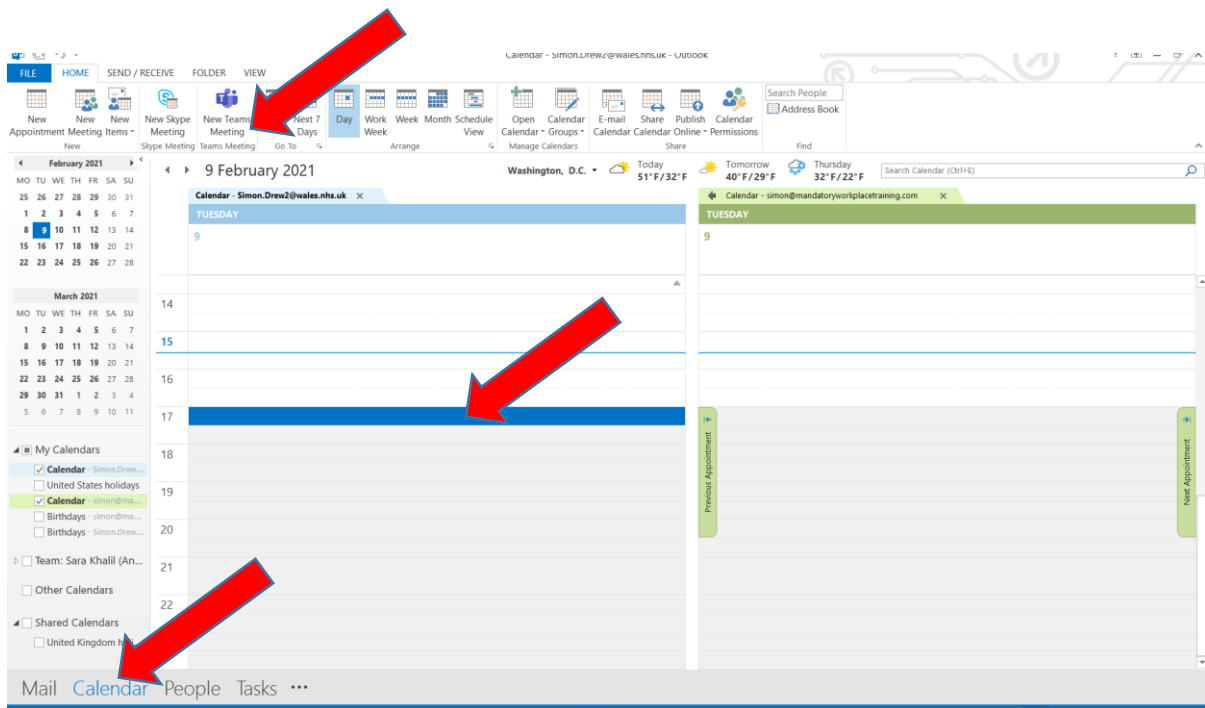 Calendar - Simon.Drew2@wales.nhs.uk - Outlook
FILE HOME SEND / RECEIVE FOLDER VIEW
New Appointment
New Meeting
New Items
New Skype Meeting
New Teams Meeting
Next 7 Days
Day
Work Week
Week
Month
Schedule View
Open Calendar
Calendar Groups
E-mail Calendar
Share Calendar
Publish Online
Calendar Permissions
Search People
Address Book
New
Skype Meeting
Teams Meeting
Go To
Arrange
Manage Calendars
Share
Find
February 2021
MO TU WE TH FR SA SU
25 26 27 28 29 30 31
1 2 3 4 5 6 7
8 9 10 11 12 13 14
15 16 17 18 19 20 21
22 23 24 25 26 27 28
March 2021
MO TU WE TH FR SA SU
1 2 3 4 5 6 7
8 9 10 11 12 13 14
15 16 17 18 19 20 21
22 23 24 25 26 27 28
29 30 31 1 2 3 4
5 6 7 8 9 10 11
My Calendars
Calendar - Simon.Drew...
United States holidays
Calendar - simon@ma...
Birthdays - simon@ma...
Birthdays - Simon.Drew...
Team: Sara Khalil (An...
Other Calendars
Shared Calendars
United Kingdom
9 February 2021
Washington, D.C.
Today
51°F/32°F
Tomorrow
40°F/29°F
Thursday
32°F/22°F
Search Calendar (Ctrl+E)
Calendar - Simon.Drew2@wales.nhs.uk
TUESDAY
9
Calendar - simon@mandatoryworkplacetraining.com
TUESDAY
9
14
15
16
17
18
19
20
21
22
Previous Appointment
Next Appointment
Mail Calendar People Tasks ...